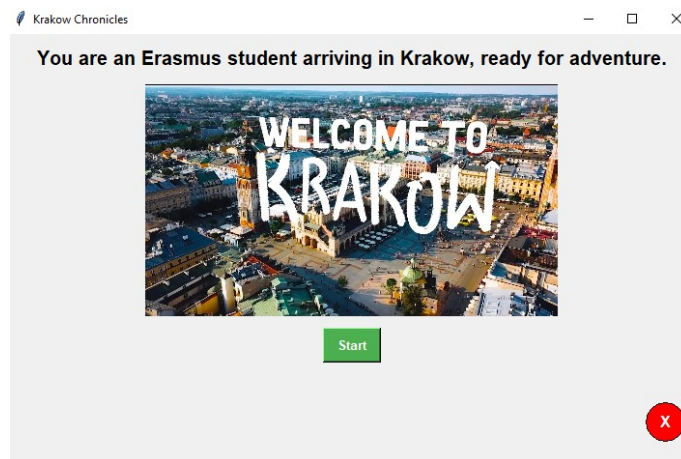 Krakow Chronicles
You are an Erasmus student arriving in Krakow, ready for adventure.
WELCOME TO
KRAKOW
Start
X